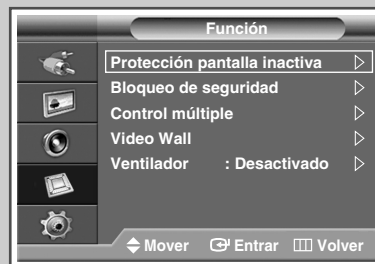 Función
Protección pantalla inactiva
Bloqueo de seguridad
Control múltiple
Video Wall
Ventilador : Desactivado
Mover Entrar Volver